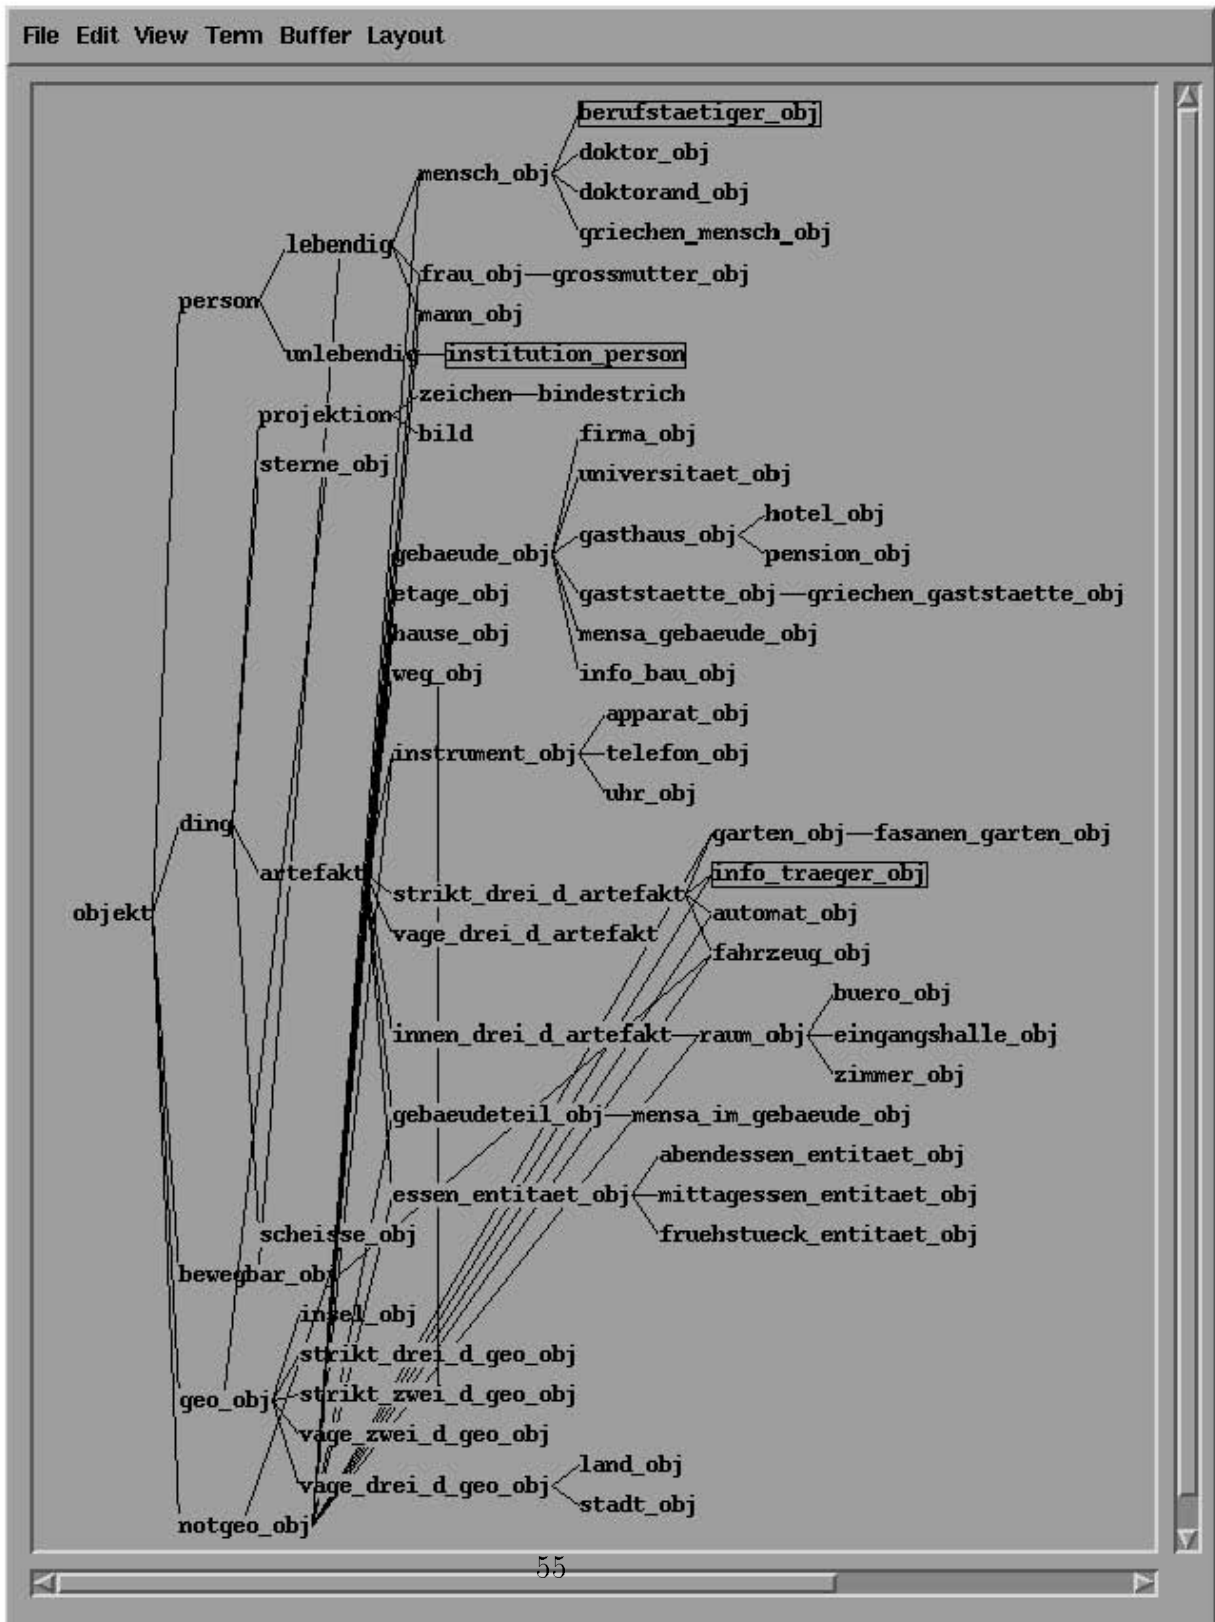 File Edit View Term Buffer Layout
berufstaetiger_obj
doktor_obj
mensch_obj
doktorand_obj
griechen_mensch_obj
lebendig
frau_obj grossmutter_obj
person
mann_obj
unlebendig institution_person
zeichen bindestrich
projektion
bild firma_obj
sterne_obj
universitaet_obj
hotel_obj
gasthaus_obj
gebaeude_obj pension_obj
etage_obj gaststaette_obj griechen_gaststaette_obj
hause_obj mensa_gebaeude_obj
weg_obj info_bau_obj
apparat_obj
instrument_obj telefon_obj
uhr_obj
ding garten_obj fasanen_garten_obj
artefakt info_traeger_obj
strikt_drei_d_artefakt
objekt automat_obj
vage_drei_d_artefakt
fahrzeug_obj
buero_obj
innen_drei_d_artefakt raum_obj eingangshalle_obj
zimmer_obj
gebaeudeteil_obj mensa_im_gebaeude_obj
abendessen_entitaet_obj
essen_entitaet_obj mittagessen_entitaet_obj
scheisse_obj fruehstueck_entitaet_obj
bewegbar_obj
insel_obj
strikt_drei_d_geo_obj
geo_obj strikt_zwei_d_geo_obj
vage_zwei_d_geo_obj
land_obj
vage_drei_d_geo_obj
stadt_obj
notgeo_obj
55